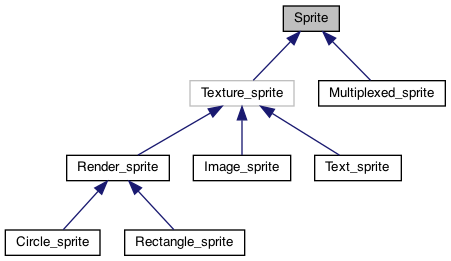 Sprite
Texture_sprite
Multiplexed_sprite
Render_sprite
Image_sprite
Text_sprite
Circle_sprite
Rectangle_sprite